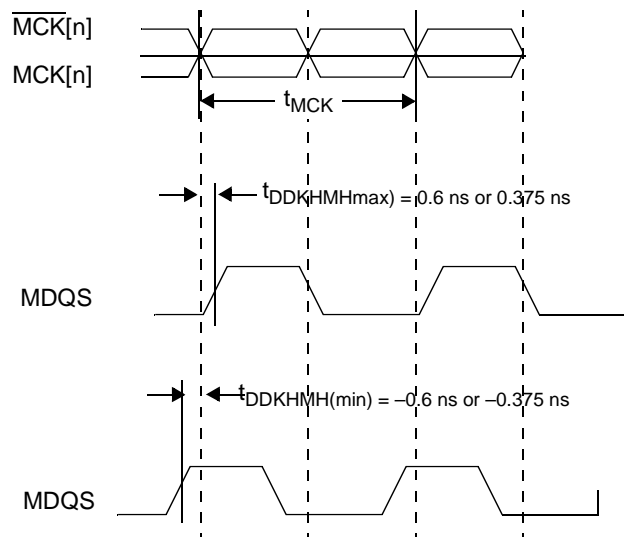 MCK[n]
MCK[n]
tMCK
tDDKHMHmax) = 0.6 ns or 0.375 ns
MDQS
tDDKHMH(min) = –0.6 ns or –0.375 ns
MDQS